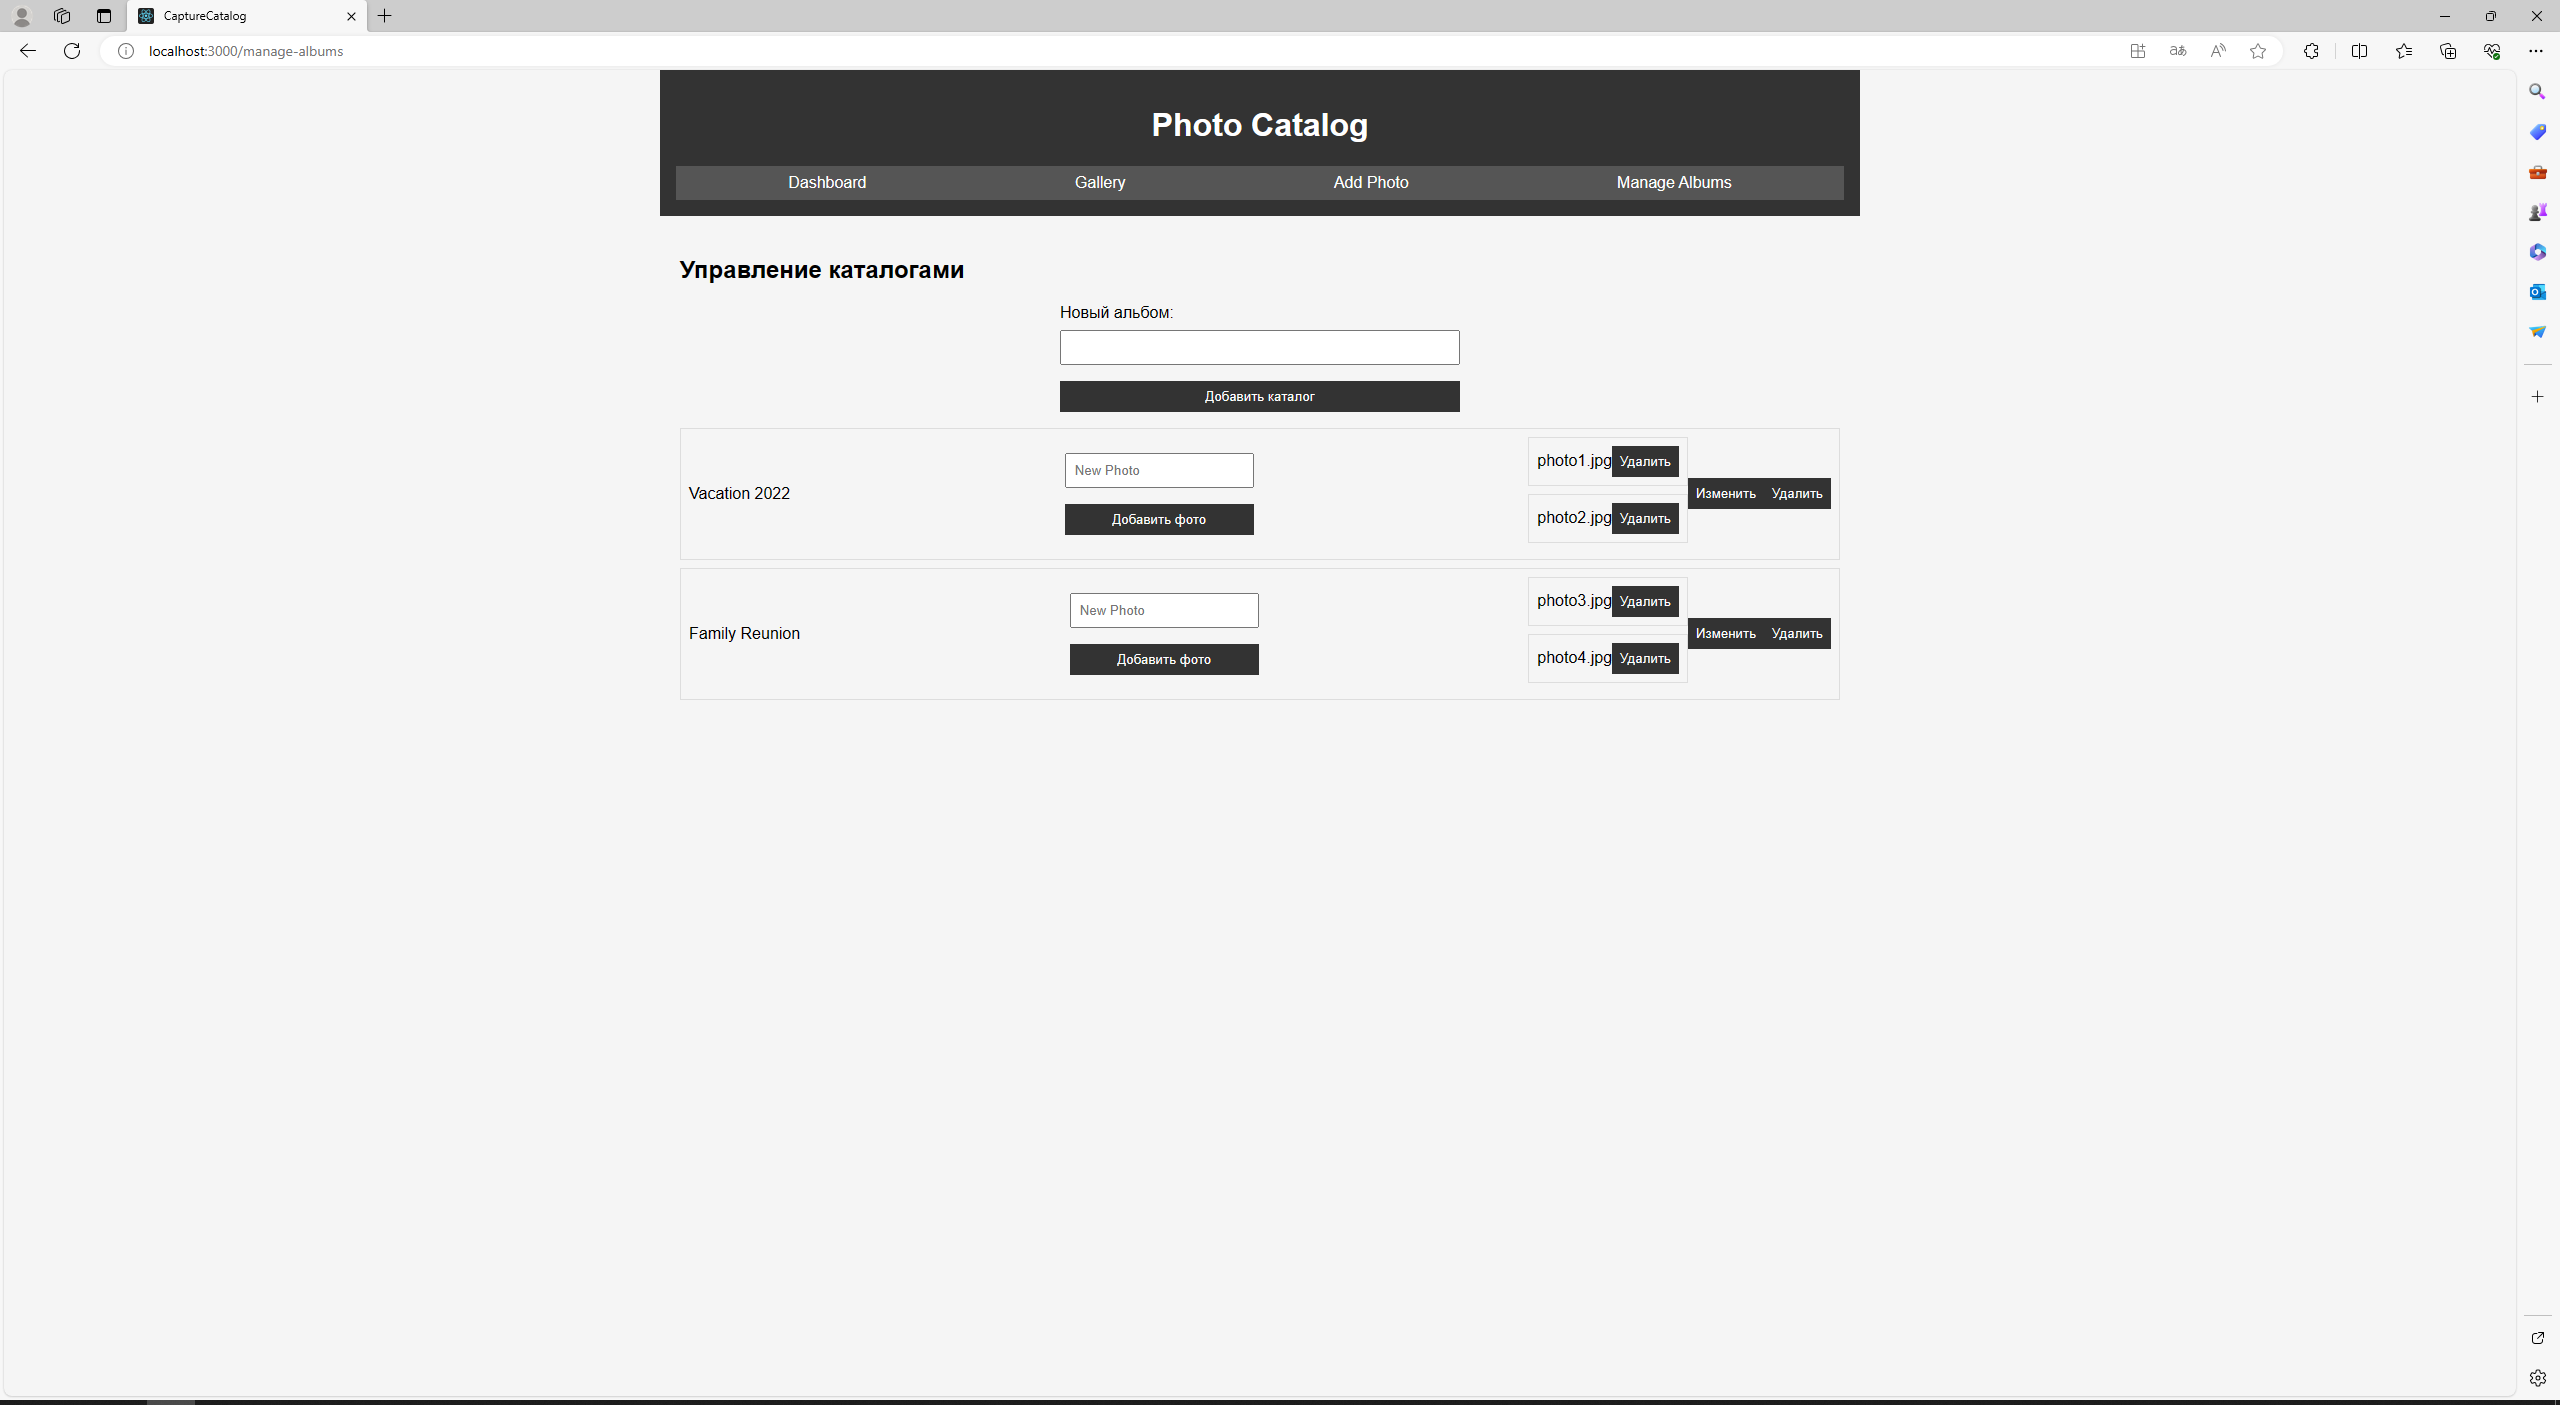 CaptureCatalog
localhost:3000/manage-albums
Photo Catalog
Dashboard Gallery Add Photo Manage Albums
Управление каталогами
Новый альбом:
Добавить каталог
Vacation 2022
New Photo
Добавить фото
photo1.jpg Удалить
photo2.jpg Удалить
Изменить Удалить
Family Reunion
New Photo
Добавить фото
photo3.jpg Удалить
photo4.jpg Удалить
Изменить Удалить